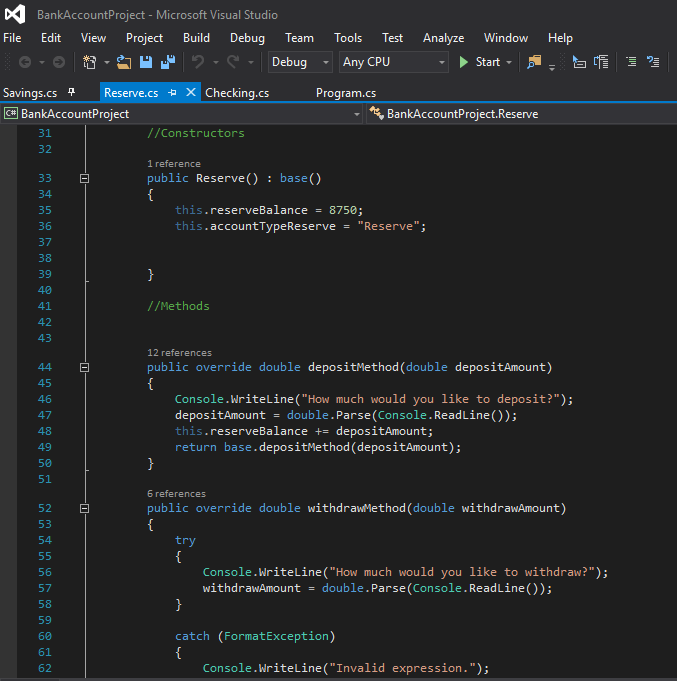 BankAccountProject - Microsoft Visual Studio
File Edit View Project Build Debug Team Tools Test Analyze Window Help
Debug Any CPU Start
Savings.cs Reserve.cs Checking.cs Program.cs
C# BankAccountProject BankAccountProject.Reserve
31 //Constructors
32
1 reference
33 public Reserve() : base()
34 {
35 this.reserveBalance = 8750;
36 this.accountTypeReserve = "Reserve";
37
38
39 }
40
41 //Methods
42
43
12 references
44 public override double depositMethod(double depositAmount)
45 {
46 Console.WriteLine("How much would you like to deposit?");
47 depositAmount = double.Parse(Console.ReadLine());
48 this.reserveBalance += depositAmount;
49 return base.depositMethod(depositAmount);
50 }
51
6 references
52 public override double withdrawMethod(double withdrawAmount)
53 {
54 try
55 {
56 Console.WriteLine("How much would you like to withdraw?");
57 withdrawAmount = double.Parse(Console.ReadLine());
58 }
59
60 catch (FormatException)
61 {
62 Console.WriteLine("Invalid expression.");